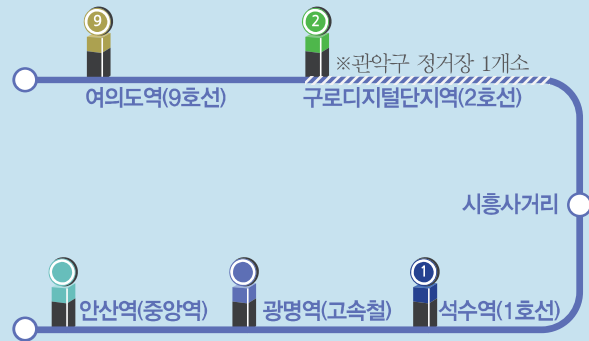 9
2
※관악구 정거장 1개소
여의도역(9호선)
구로디지털단지역(2호선)
시흥사거리
1
안산역(중앙역)
광명역(고속철)
석수역(1호선)